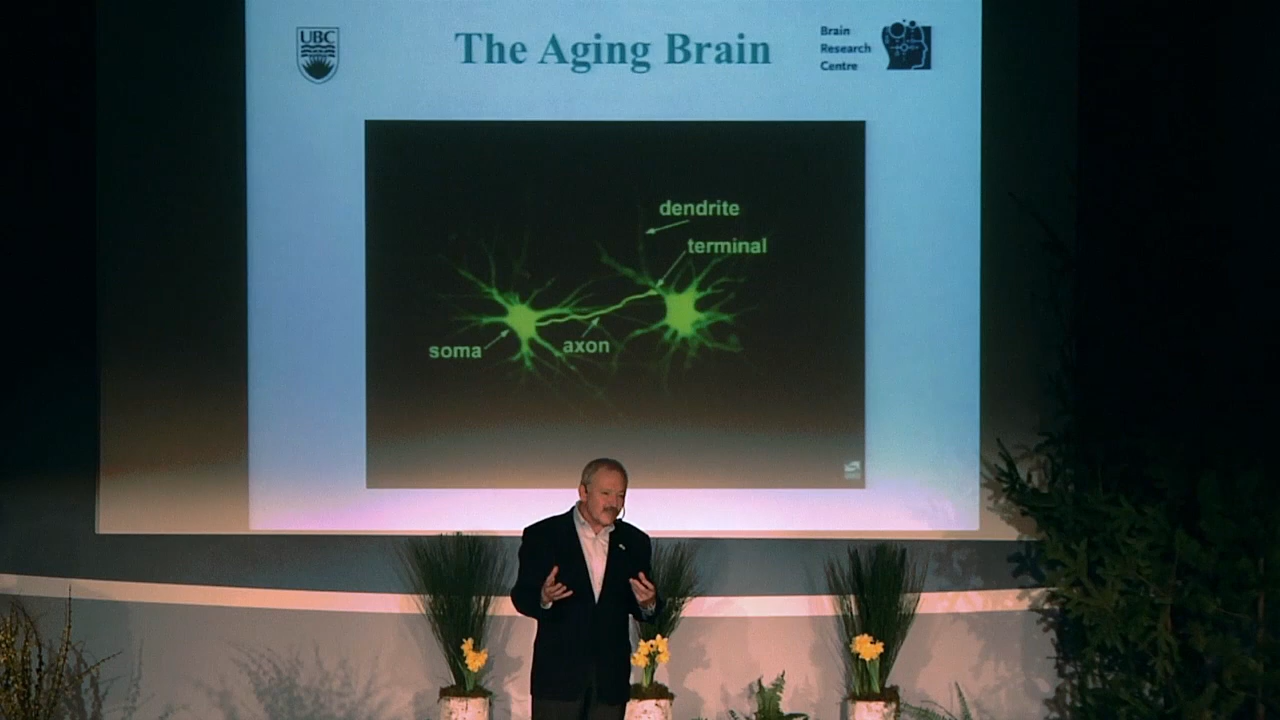 UBC
The Aging Brain
Brain
Research
Centre
dendrite
terminal
soma
axon